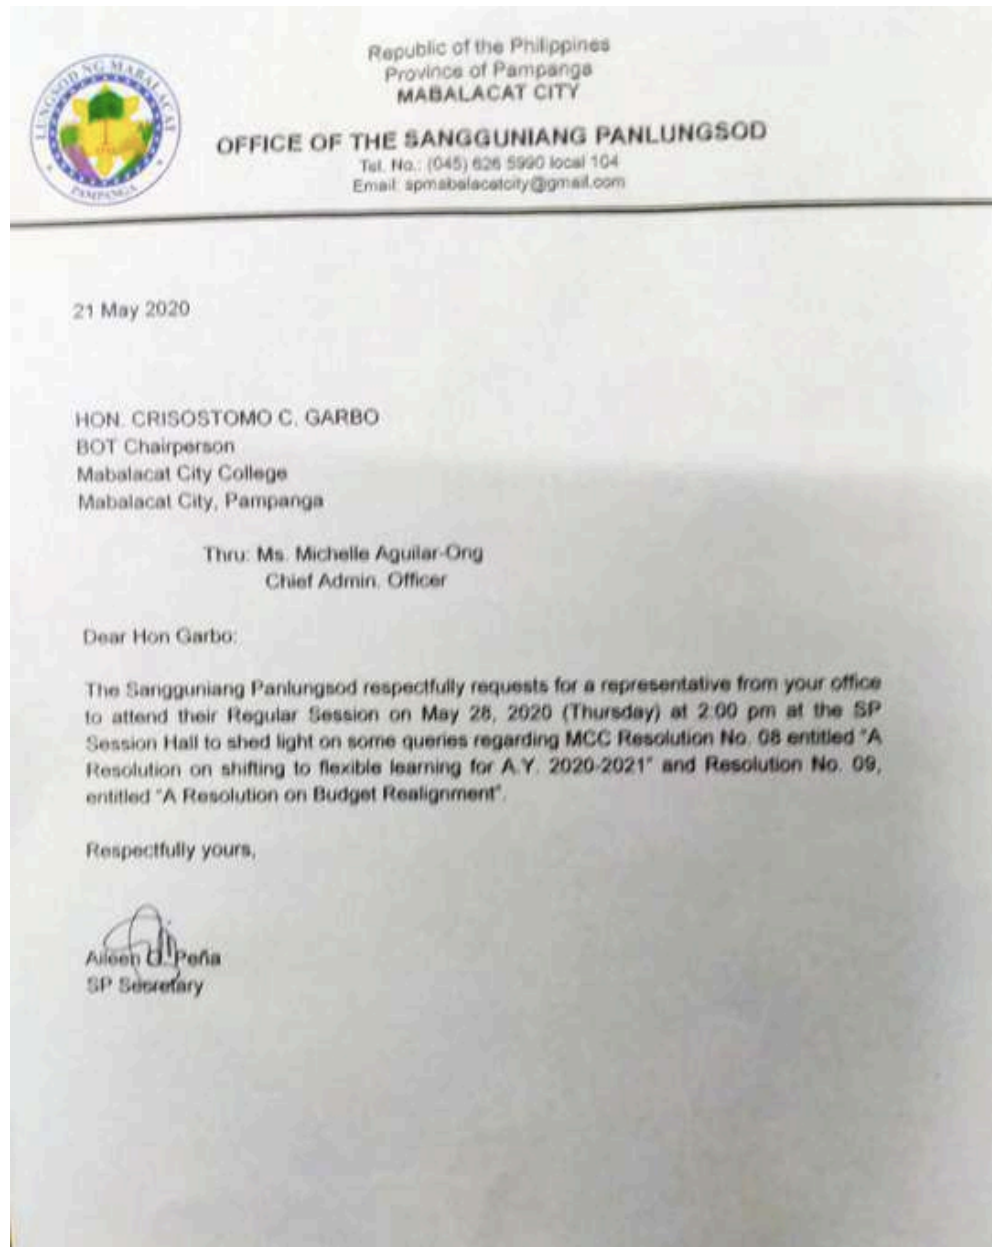 LUNGSOD NG MABALACAT
PAMPANGA
Republic of the Philippines
Province of Pampanga
MABALACAT CITY
OFFICE OF THE SANGGUNIANG PANLUNGSOD
Tel. No.: (045) 626 5990 local 104
Email: spmabalacatcity@gmail.com
21 May 2020
HON. CRISOSTOMO C. GARBO
BOT Chairperson
Mabalacat City College
Mabalacat City, Pampanga
Thru: Ms. Michelle Aguilar-Ong
Chief Admin. Officer
Dear Hon Garbo:
The Sangguniang Panlungsod respectfully requests for a representative from your office
to attend their Regular Session on May 28, 2020 (Thursday) at 2:00 pm at the SP
Session Hall to shed light on some queries regarding MCC Resolution No. 08 entitled "A
Resolution on shifting to flexible learning for A.Y. 2020-2021" and Resolution No. 09,
entitled "A Resolution on Budget Realignment".
Respectfully yours,
Aileen Peña
SP Secretary